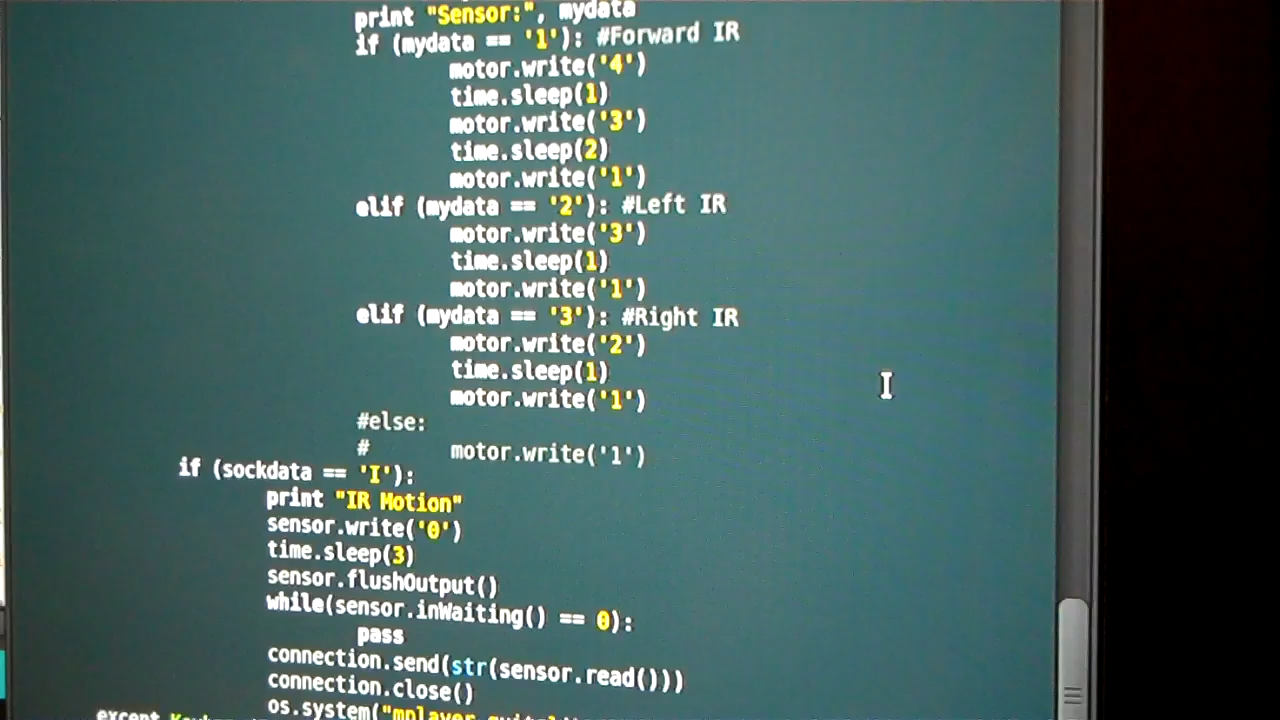 print "Sensor:", mydata
if (mydata == '1'): #Forward IR
motor.write('4')
time.sleep(1)
motor.write('3')
time.sleep(2)
motor.write('1')
elif (mydata == '2'): #Left IR
motor.write('3')
time.sleep(1)
motor.write('1')
elif (mydata == '3'): #Right IR
motor.write('2')
time.sleep(1)
motor.write('1')
#else:
# motor.write('1')
if (sockdata == 'I'):
print "IR Motion"
sensor.write('0')
time.sleep(3)
sensor.flushOutput()
while(sensor.inWaiting() == 0):
pass
connection.send(str(sensor.read()))
connection.close()
os.system("mplayer
except